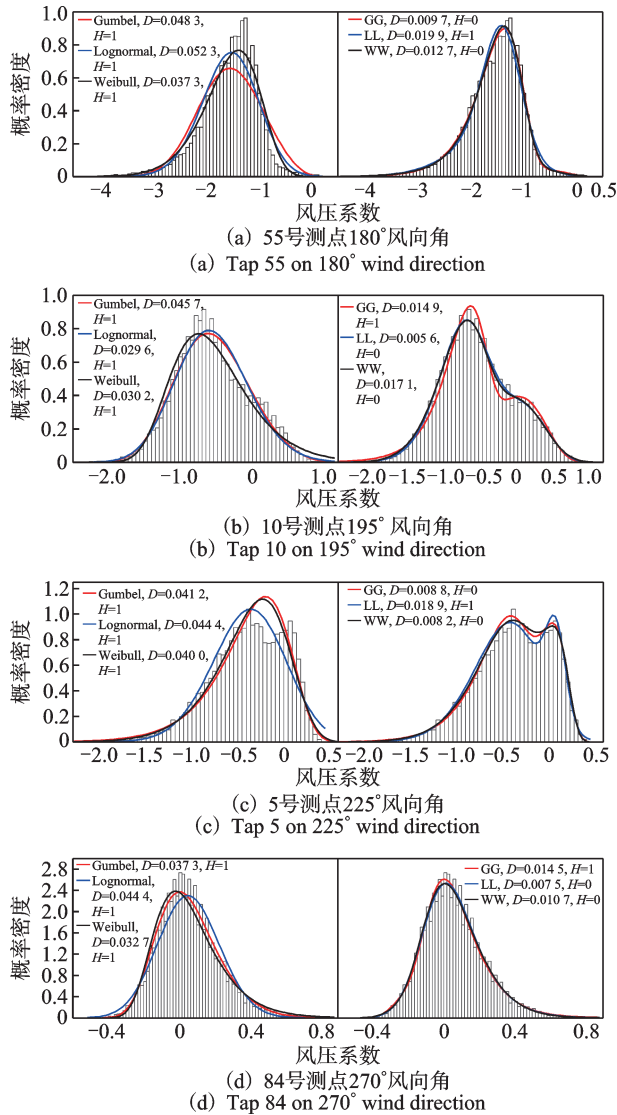 概率密度
1.0
0.8
0.6
0.4
0.2
0
Gumbel, D=0.048 3,
H=1
Lognormal, D=0.052 3,
H=1
Weibull, D=0.037 3,
H=1
GG, D=0.009 7, H=0
LL, D=0.019 9, H=1
WW, D=0.012 7, H=0
−4 −3 −2 −1 0 −4 −3 −2 −1 0 0.5
风压系数
(a) 55号测点180°风向角
(a) Tap 55 on 180° wind direction
概率密度
1.0
0.8
0.6
0.4
0.2
0
Gumbel, D=0.045 7,
H=1
Lognormal,
D=0.029 6,
H=1
Weibull,
D=0.030 2,
H=1
GG, D=0.014 9,
H=1
LL, D=0.005 6,
H=0
WW,
D=0.017 1,
H=0
−2.0 −1.0 0 1.0 −2.0 −1.5 −1.0 −0.5 0 0.5 1.0
风压系数
(b) 10号测点195° 风向角
(b) Tap 10 on 195° wind direction
概率密度
1.2
1.0
0.8
0.6
0.4
0.2
0
Gumbel, D=0.041 2,
H=1
Lognormal, D=0.044 4,
H=1
Weibull, D=0.040 0,
H=1
GG, D=0.008 8, H=0
LL, D=0.018 9, H=1
WW, D=0.008 2, H=0
−2.0 −1.5 −1.0 −0.5 0 0.5 −2.0 −1.5 −1.0 −0.5 0 0.5
风压系数
(c) 5号测点225°风向角
(c) Tap 5 on 225° wind direction
概率密度
2.8
2.4
2.0
1.6
1.2
0.8
0.4
0
Gumbel, D=0.037 3, H=1
Lognormal,
D=0.044 4,
H=1
Weibull,
D=0.032 7
H=1
GG, D=0.014 5, H=1
LL, D=0.007 5, H=0
WW, D=0.010 7, H=0
−0.4 0 0.4 0.8 −0.4 0 0.4 0.8
风压系数
(d) 84号测点270°风向角
(d) Tap 84 on 270° wind direction